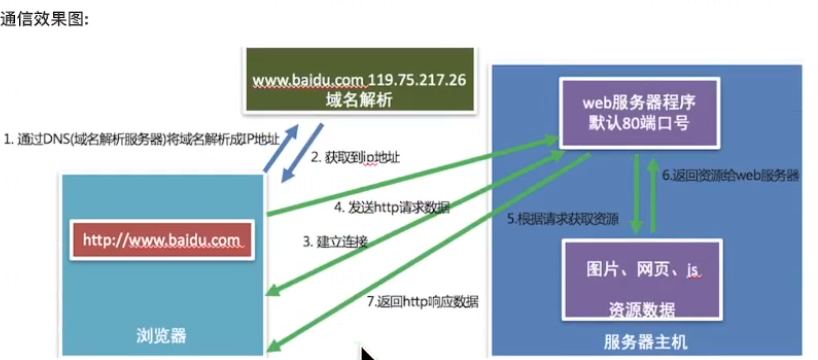 通信效果图:
www.baidu.com 119.75.217.26
域名解析
web服务器程序
默认80端口号
1. 通过DNS(域名解析服务器)将域名解析成IP地址
2. 获取到ip地址
6.返回资源给web服务器
4. 发送http请求数据
5.根据请求获取资源
http://www.baidu.com
3. 建立连接
图片、网页、js
7.返回http响应数据
资源数据
浏览器
服务器主机